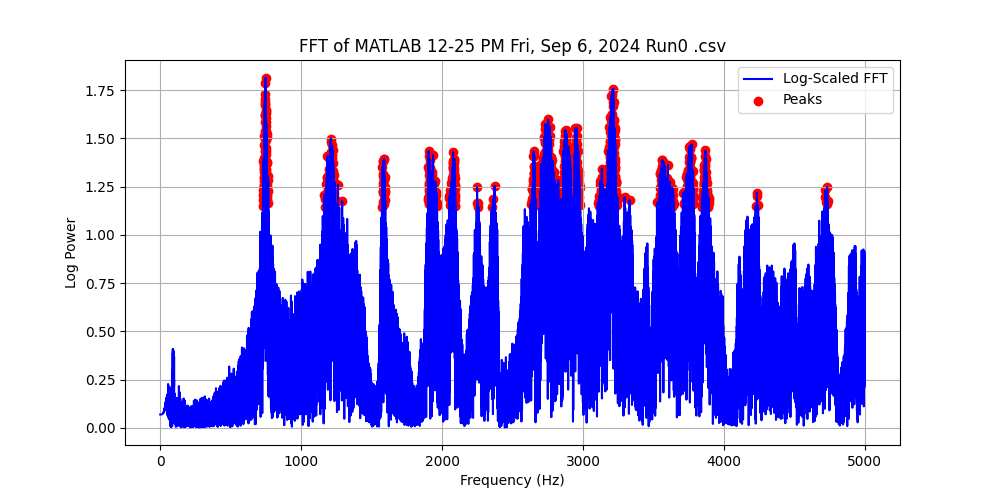 FFT of MATLAB 12-25 PM Fri, Sep 6, 2024 Run0 .csv
Log-Scaled FFT
Peaks
1.75
1.50
1.25
1.00
0.75
0.50
0.25
0.00
Log Power
0 1000 2000 3000 4000 5000
Frequency (Hz)